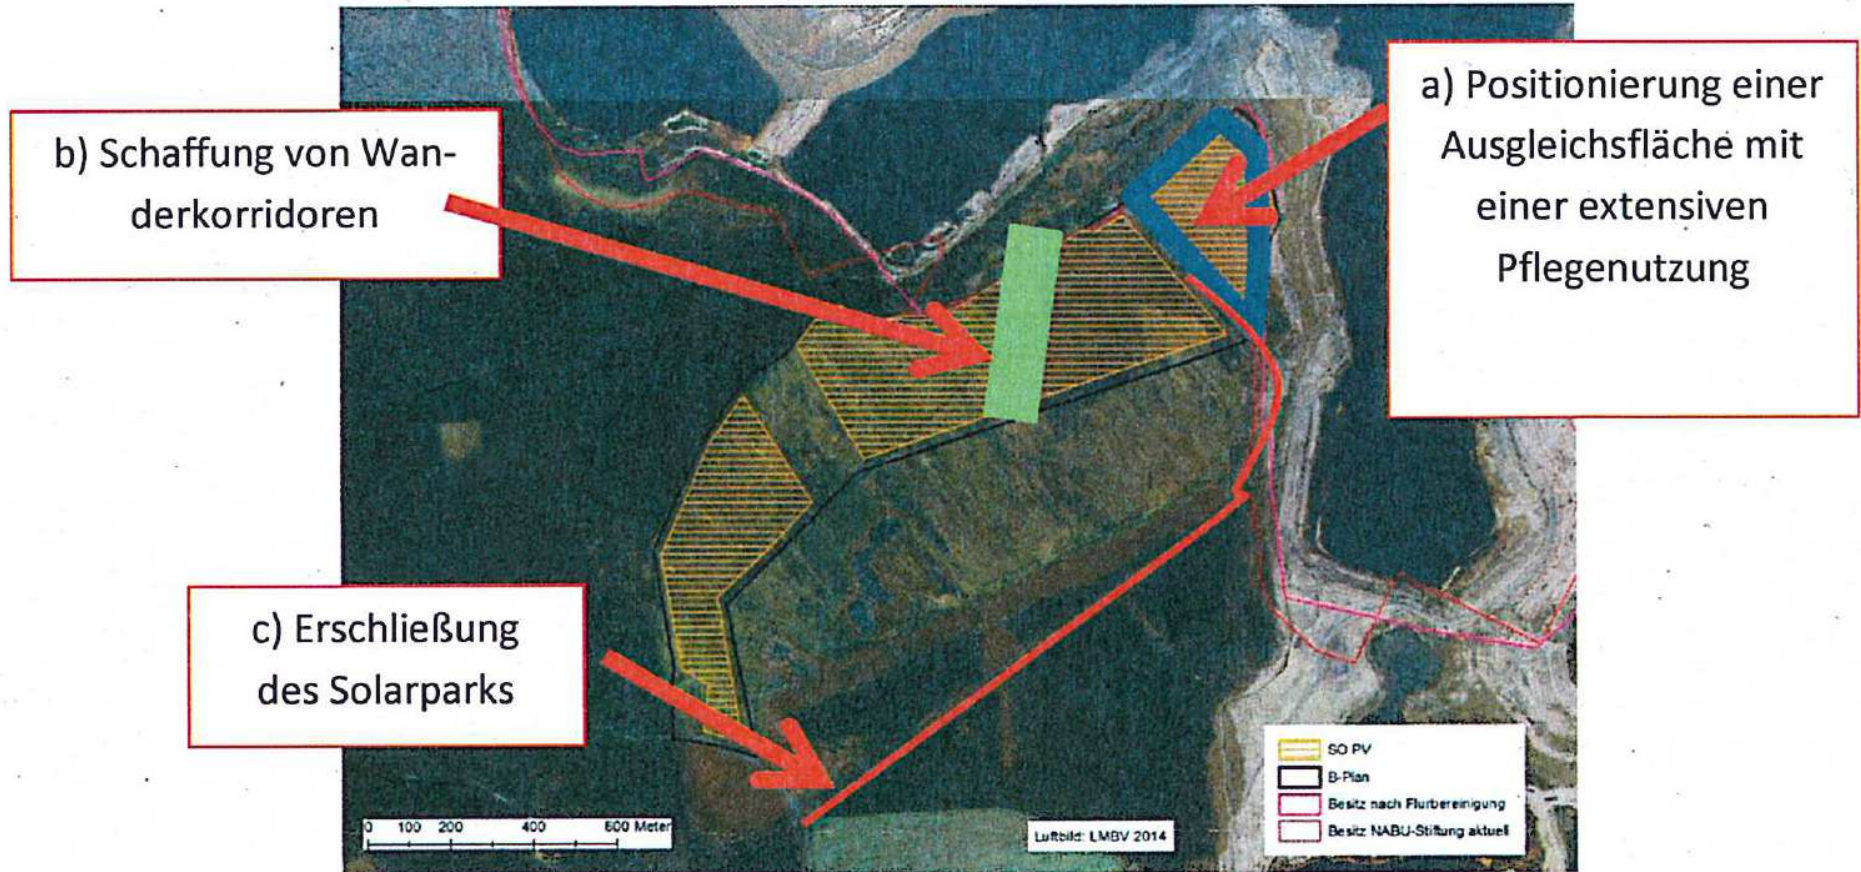 a) Positionierung einer
Ausgleichsfläche mit
einer extensiven
Pflegenutzung
b) Schaffung von Wan-
derkorridoren
c) Erschließung
des Solarparks
0 100 200 400 600 Meter
Luftbild: LMBV 2014
SO PV
B-Plan
Besitz nach Flurbereinigung
Besitz NABU-Stiftung aktuell